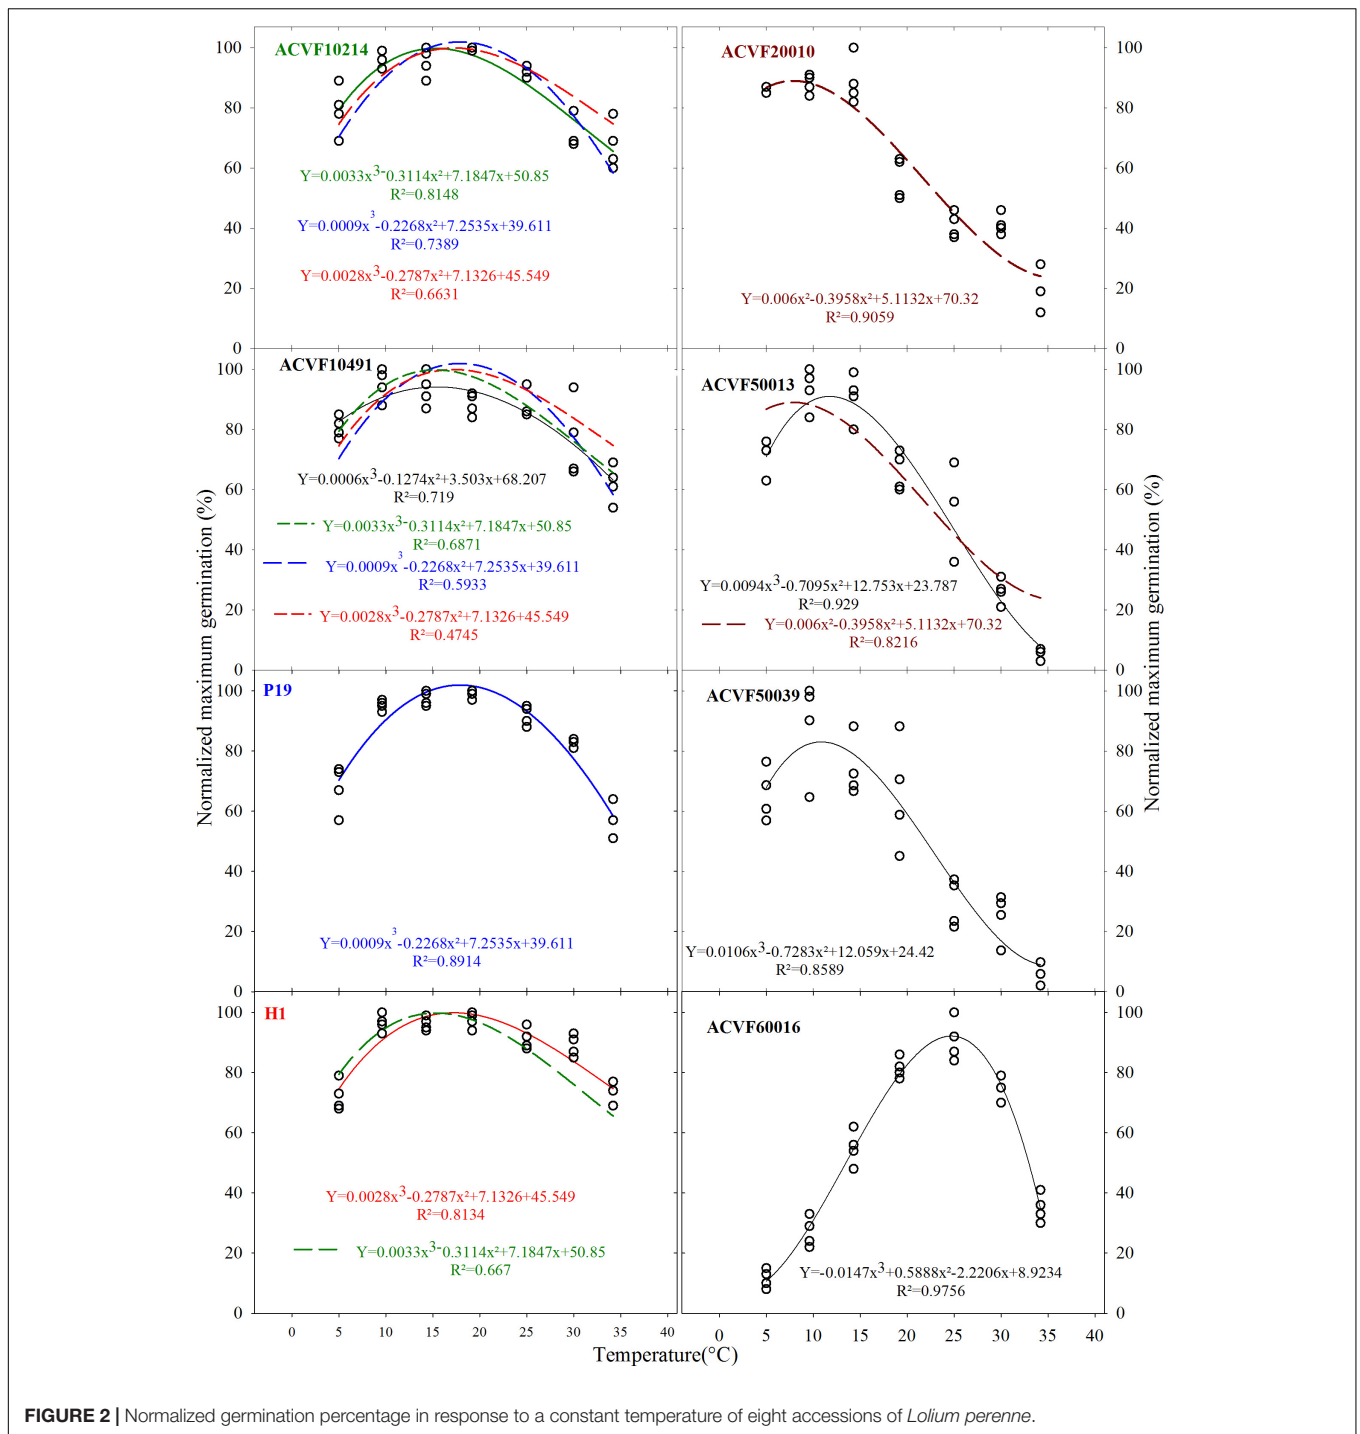 ACVF10214
100
80
60
40
20
0
Y=0.0033x³-0.3114x²+7.1847x+50.85
R²=0.8148
Y=0.0009x³-0.2268x²+7.2535x+39.611
R²=0.7389
Y=0.0028x³-0.2787x²+7.1326+45.549
R²=0.6631
ACVF20010
100
80
60
40
20
0
Y=0.006x²-0.3958x²+5.1132x+70.32
R²=0.9059
ACVF10491
100
80
60
40
20
0
Y=0.0006x³-0.1274x²+3.503x+68.207
R²=0.719
Y=0.0033x³-0.3114x²+7.1847x+50.85
R²=0.6871
Y=0.0009x³-0.2268x²+7.2535x+39.611
R²=0.5933
Y=0.0028x³-0.2787x²+7.1326+45.549
R²=0.4745
ACVF50013
100
80
60
40
20
0
Y=0.0094x³-0.7095x²+12.753x+23.787
R²=0.929
Y=0.006x²-0.3958x²+5.1132x+70.32
R²=0.8216
Normalized maximum germination (%)
Normalized maximum germination (%)
P19
100
80
60
40
20
0
Y=0.0009x³-0.2268x²+7.2535x+39.611
R²=0.8914
ACVF50039
100
80
60
40
20
0
Y=0.0106x³-0.7283x²+12.059x+24.42
R²=0.8589
H1
100
80
60
40
20
0
Y=0.0028x³-0.2787x²+7.1326+45.549
R²=0.8134
Y=0.0033x³-0.3114x²+7.1847x+50.85
R²=0.667
ACVF60016
100
80
60
40
20
0
Y=-0.0147x³+0.5888x²-2.2206x+8.9234
R²=0.9756
0 5 10 15 20 25 30 35 40
0 5 10 15 20 25 30 35 40
Temperature(°C)
FIGURE 2 | Normalized germination percentage in response to a constant temperature of eight accessions of Lolium perenne.